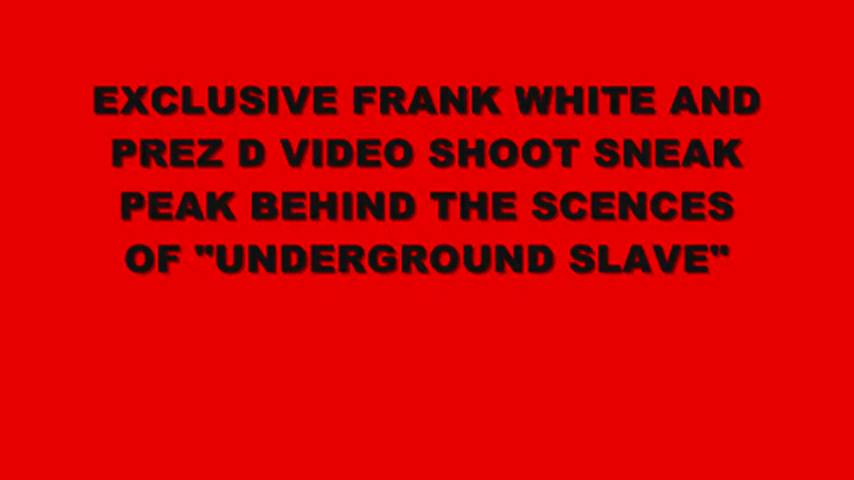 EXCLUSIVE FRANK WHITE AND
PREZ D VIDEO SHOOT SNEAK
PEAK BEHIND THE SCENCES
OF "UNDERGROUND SLAVE"